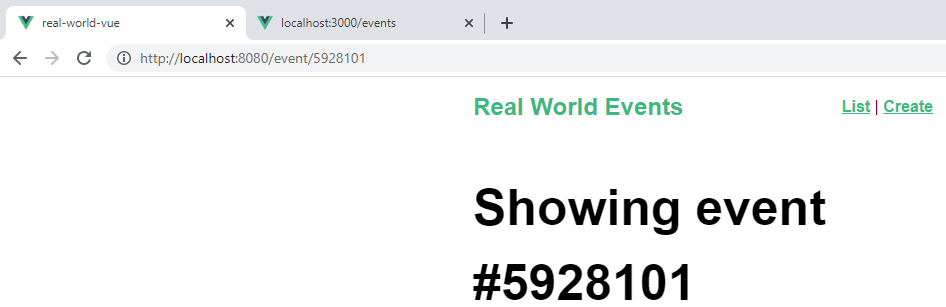 real-world-vue
localhost:3000/events
http://localhost:8080/event/5928101
Real World Events
List | Create
Showing event
#5928101